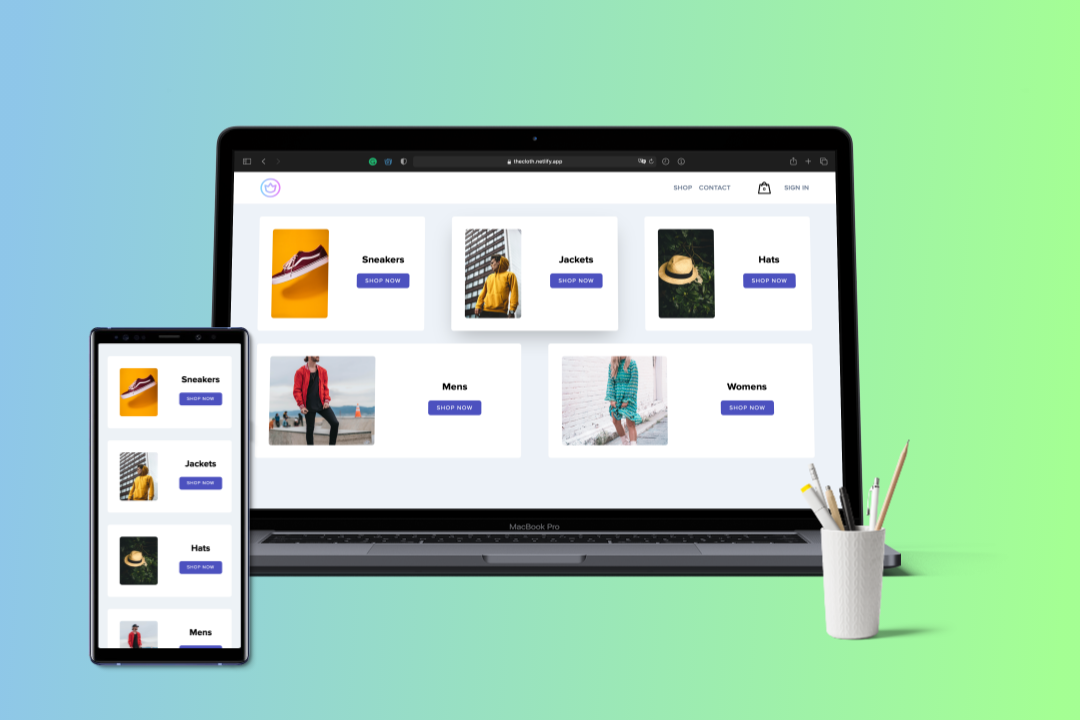 thecloth.netlify.app
SHOP CONTACT SIGN IN
Sneakers
SHOP NOW
Jackets
SHOP NOW
Hats
SHOP NOW
Mens
SHOP NOW
Womens
SHOP NOW
MacBook Pro
Sneakers
SHOP NOW
Jackets
SHOP NOW
Hats
SHOP NOW
Mens